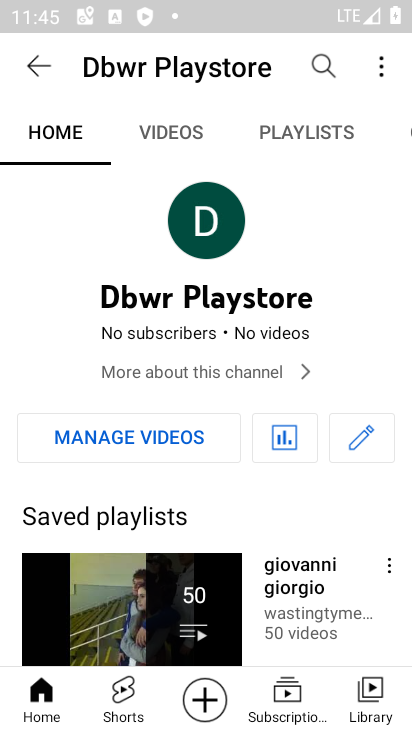 11:45
LTE
Dbwr Playstore
HOME
VIDEOS
PLAYLISTS
D
Dbwr Playstore
No subscribers • No videos
More about this channel
MANAGE VIDEOS
Saved playlists
50
giovanni
giorgio
wastingtyme...
50 videos
Home
Shorts
Subscriptio...
Library